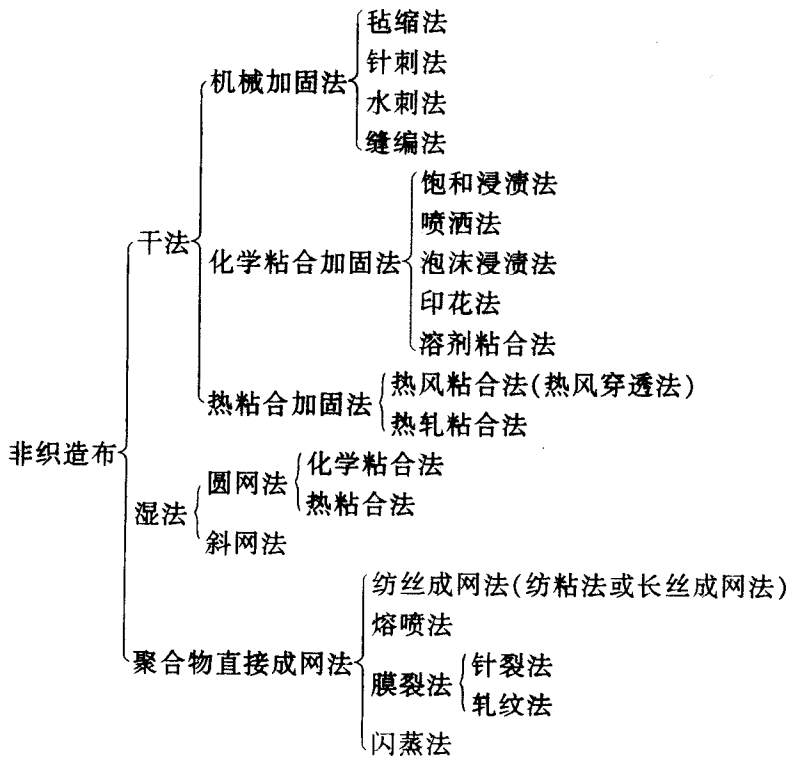 毡缩法
针刺法
机械加固法
水刺法
缝编法
饱和浸渍法
喷洒法
干法
化学粘合加固法
泡沫浸渍法
印花法
溶剂粘合法
热风粘合法(热风穿透法)
热粘合加固法
热轧粘合法
非织造布
化学粘合法
圆网法
热粘合法
湿法
斜网法
纺丝成网法(纺粘法或长丝成网法)
熔喷法
聚合物直接成网法
针裂法
膜裂法
轧纹法
闪蒸法